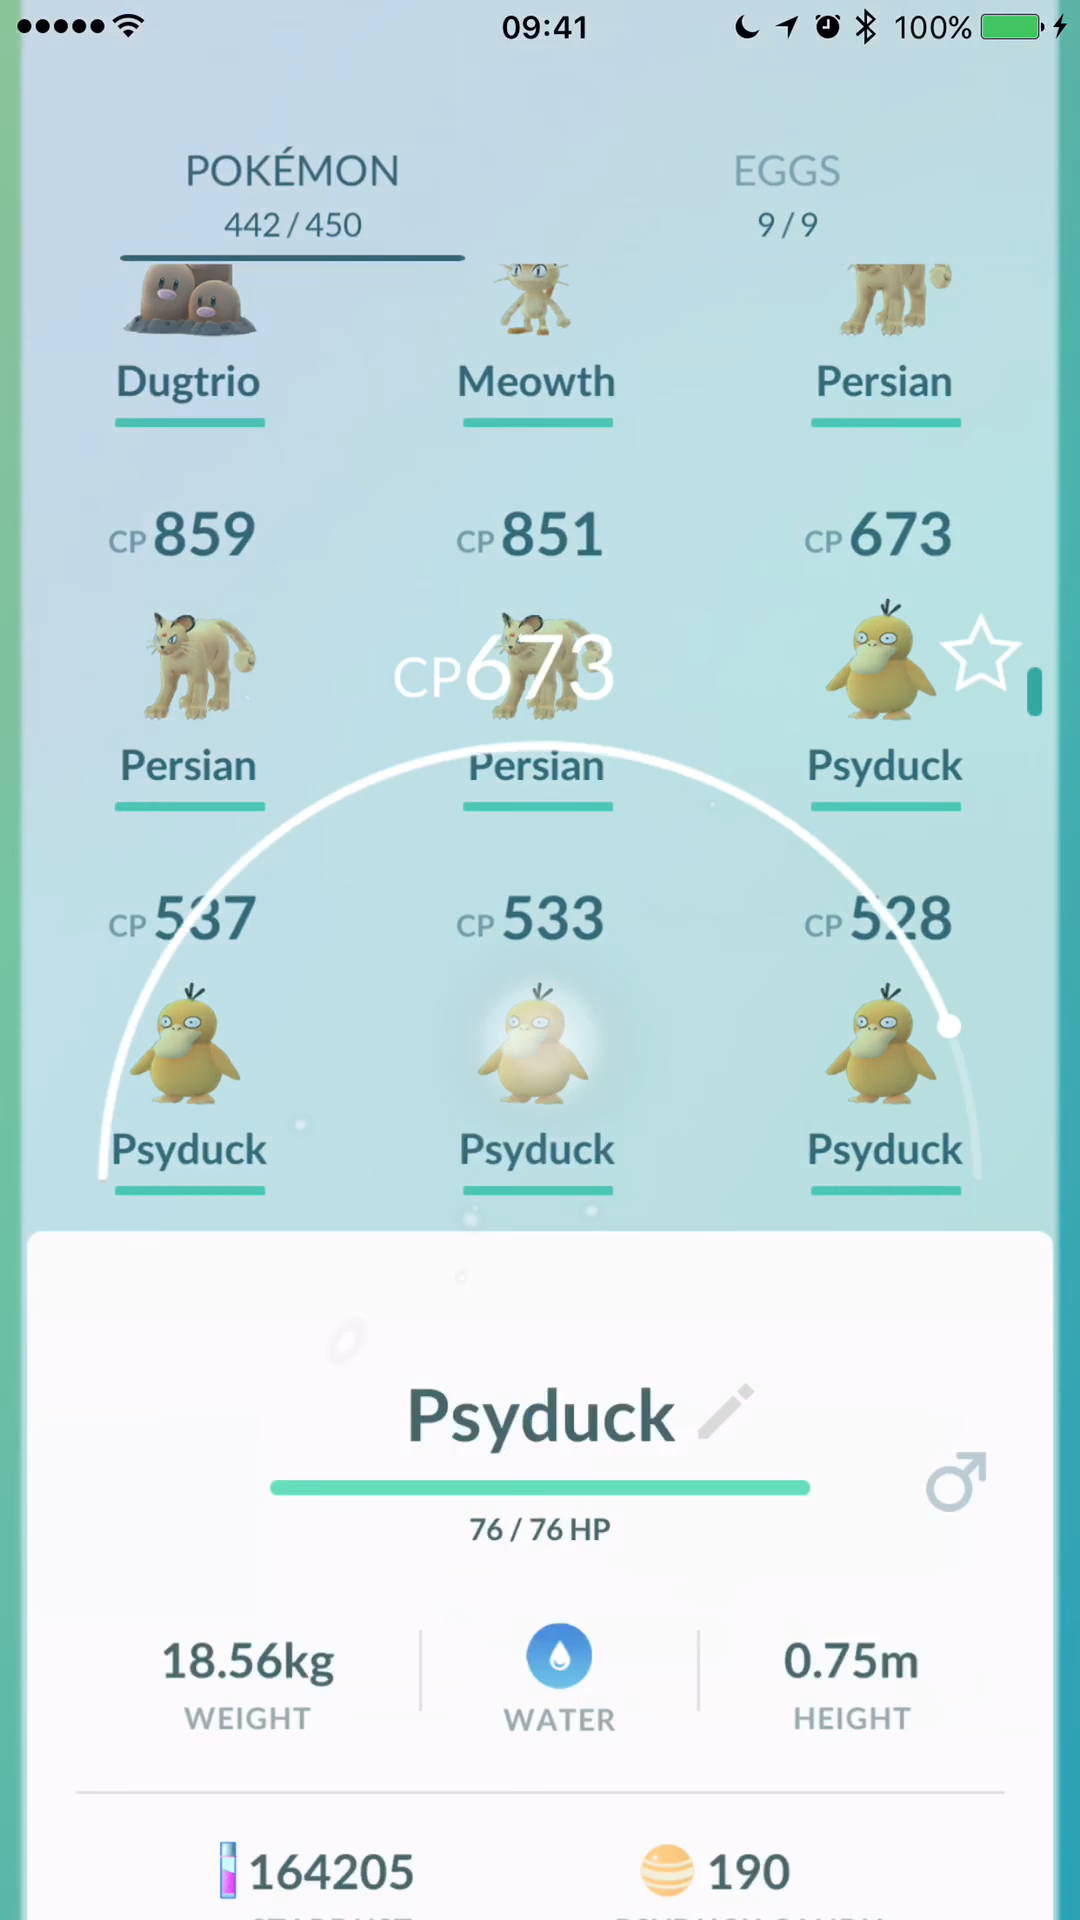 09:41 100%
POKÉMON EGGS
442 / 450 9 / 9
Dugtrio Meowth Persian
CP 859 CP 851 CP 673
CP673
Persian Persian Psyduck
CP 537 CP 533 CP 528
Psyduck Psyduck Psyduck
Psyduck
76 / 76 HP
18.56kg 0.75m
WEIGHT WATER HEIGHT
164205 190